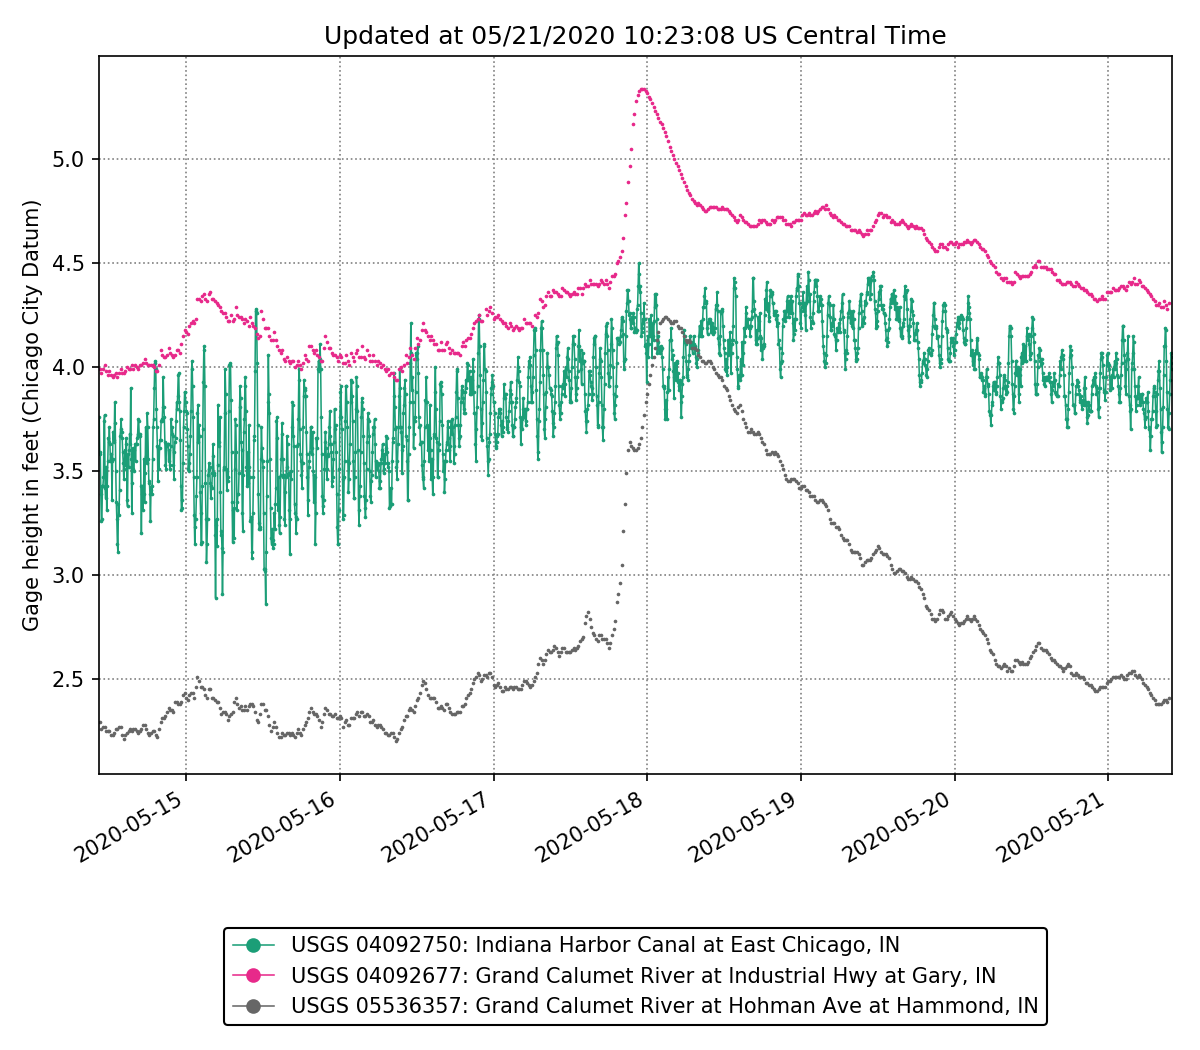 Updated at 05/21/2020 10:23:08 US Central Time
Gage height in feet (Chicago City Datum)
5.0
4.5
4.0
3.5
3.0
2.5
2020-05-15
2020-05-16
2020-05-17
2020-05-18
2020-05-19
2020-05-20
2020-05-21
USGS 04092750: Indiana Harbor Canal at East Chicago, IN
USGS 04092677: Grand Calumet River at Industrial Hwy at Gary, IN
USGS 05536357: Grand Calumet River at Hohman Ave at Hammond, IN